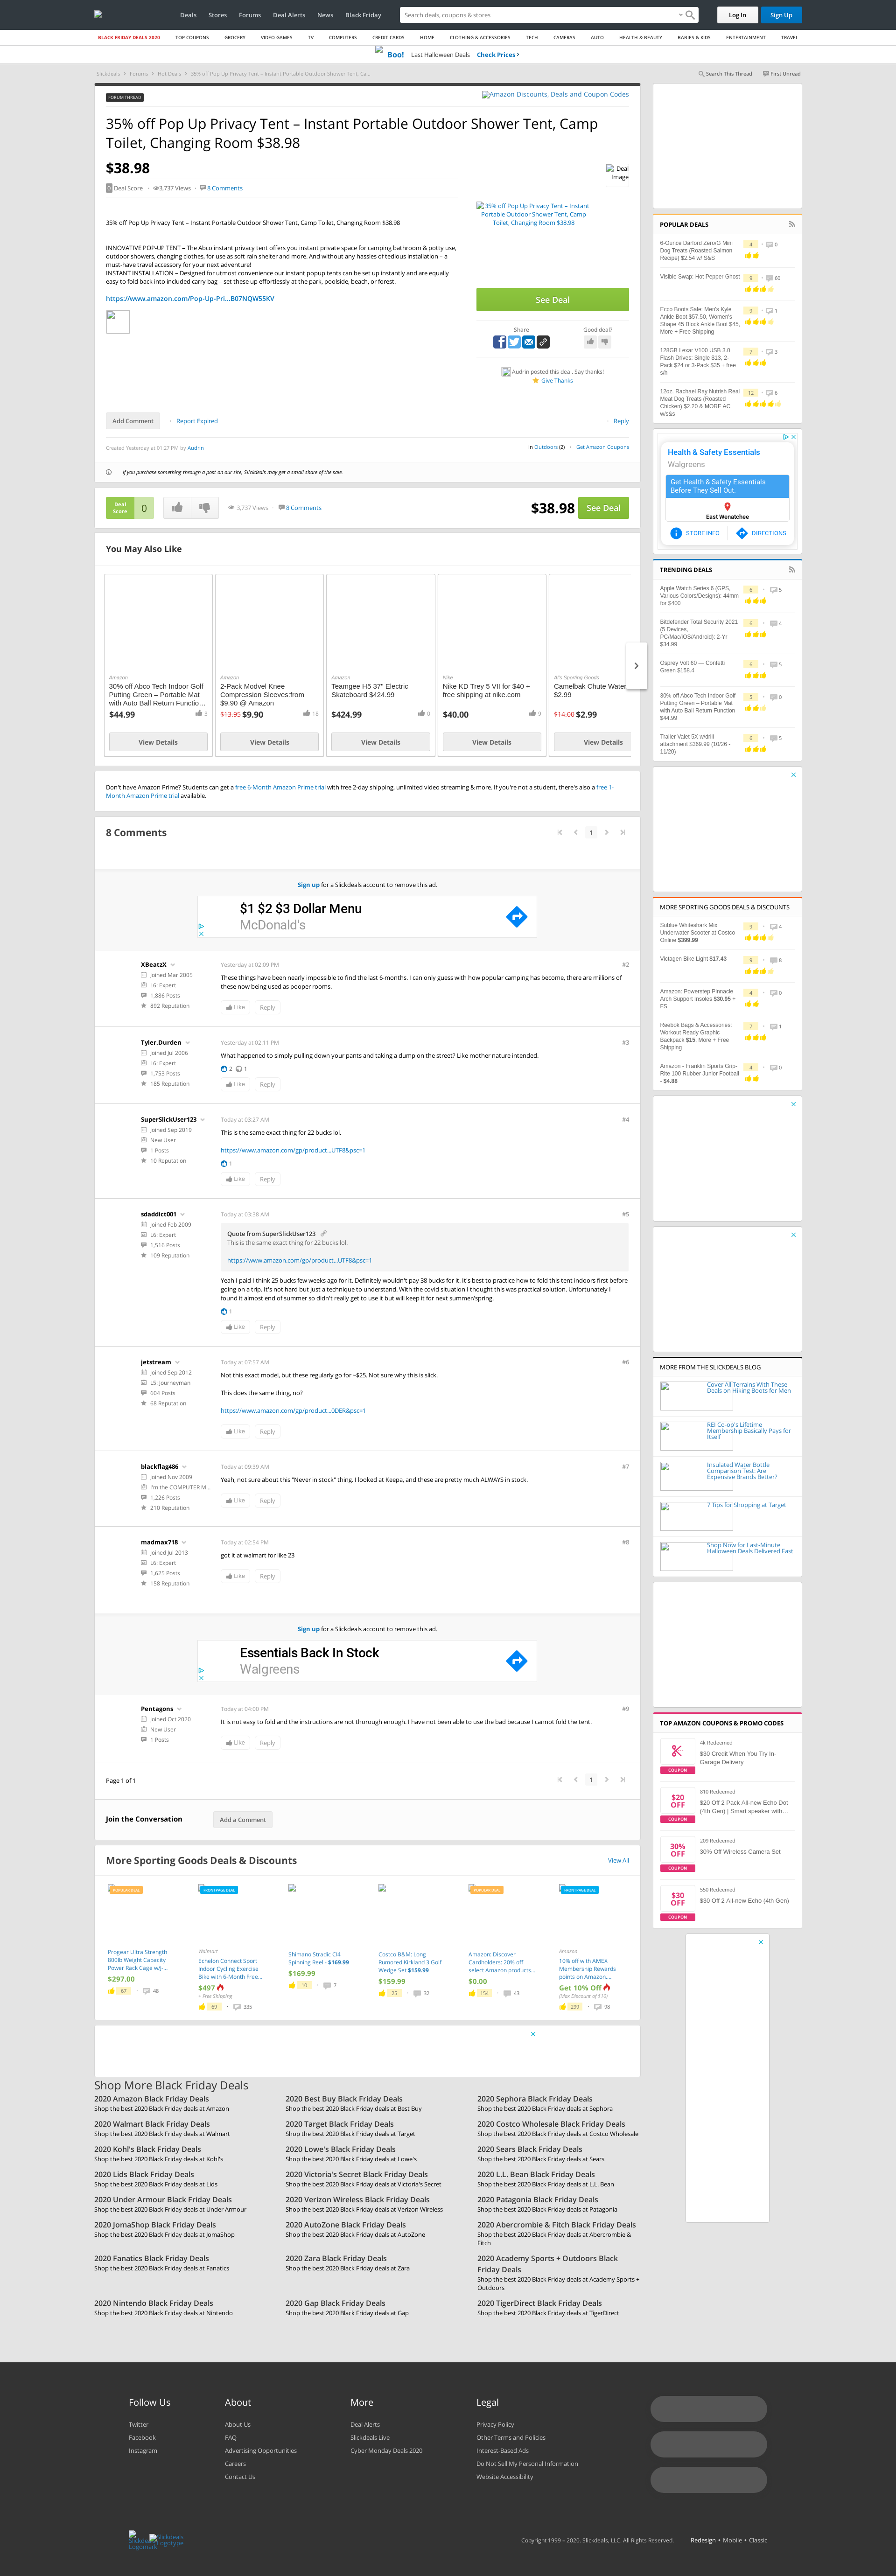 Deals
Stores
Forums
Deal Alerts
News
Black Friday
Search deals, coupons & stores
Log In
Sign Up
BLACK FRIDAY DEALS 2020
TOP COUPONS
GROCERY
VIDEO GAMES
TV
COMPUTERS
CREDIT CARDS
HOME
CLOTHING & ACCESSORIES
TECH
CAMERAS
AUTO
HEALTH & BEAUTY
BABIES & KIDS
ENTERTAINMENT
TRAVEL
Boo! Last Halloween Deals Check Prices
Slickdeals
Forums
Hot Deals
35% off Pop Up Privacy Tent – Instant Portable Outdoor Shower Tent, Ca...
Search This Thread
First Unread
FORUM THREAD
Amazon Discounts, Deals and Coupon Codes
35% off Pop Up Privacy Tent – Instant Portable Outdoor Shower Tent, Camp
Toilet, Changing Room $38.98
$38.98
Deal
Image
0 Deal Score
3,737 Views
8 Comments
35% off Pop Up Privacy Tent – Instant Portable Outdoor Shower Tent, Camp Toilet, Changing Room $38.98
INNOVATIVE POP-UP TENT – The Abco instant privacy tent offers you instant private space for camping bathroom & potty use,
outdoor showers, changing clothes, for use as soft rain shelter and more. And without any hassles of tedious installation – a
must-have travel accessory for your next adventure!
INSTANT INSTALLATION – Designed for utmost convenience our instant popup tents can be set up instantly and are equally
easy to fold back into included carry bag – set them up effortlessly at the park, poolside, beach, or forest.
https://www.amazon.com/Pop-Up-Pri...B07NQW55KV
35% off Pop Up Privacy Tent – Instant
Portable Outdoor Shower Tent, Camp
Toilet, Changing Room $38.98
See Deal
Share
Good deal?
Audrin posted this deal. Say thanks!
Give Thanks
Add Comment
Report Expired
Reply
Created Yesterday at 01:27 PM by Audrin
in Outdoors (2)
Get Amazon Coupons
If you purchase something through a post on our site, Slickdeals may get a small share of the sale.
Deal
Score
0
3,737 Views
8 Comments
$38.98
See Deal
You May Also Like
Amazon
30% off Abco Tech Indoor Golf
Putting Green – Portable Mat
with Auto Ball Return Functio...
$44.99
3
View Details
Amazon
2-Pack Modvel Knee
Compression Sleeves:from
$9.90 @ Amazon
$13.95 $9.90
18
View Details
Amazon
Teamgee H5 37" Electric
Skateboard $424.99
$424.99
0
View Details
Nike
Nike KD Trey 5 VII for $40 +
free shipping at nike.com
$40.00
9
View Details
Al's Sporting Goods
Camelbak Chute Water
$2.99
$14.00 $2.99
View Details
Don't have Amazon Prime? Students can get a free 6-Month Amazon Prime trial with free 2-day shipping, unlimited video streaming & more. If you're not a student, there's also a free 1-
Month Amazon Prime trial available.
8 Comments
1
Sign up for a Slickdeals account to remove this ad.
$1 $2 $3 Dollar Menu
McDonald's
XBeatzX
Joined Mar 2005
L6: Expert
1,886 Posts
892 Reputation
Yesterday at 02:09 PM
#2
These things have been nearly impossible to find the last 6-months. I can only guess with how popular camping has become, there are millions of
these now being used as pooper rooms.
Like
Reply
Tyler.Durden
Joined Jul 2006
L6: Expert
1,753 Posts
185 Reputation
Yesterday at 02:11 PM
#3
What happened to simply pulling down your pants and taking a dump on the street? Like mother nature indented.
2
1
Like
Reply
SuperSlickUser123
Joined Sep 2019
New User
1 Posts
10 Reputation
Today at 03:27 AM
#4
This is the exact thing for 22 bucks lol.
https://www.amazon.com/gp/product...UTF8&psc=1
1
Like
Reply
sdaddict001
Joined Feb 2009
L6: Expert
1,516 Posts
109 Reputation
Today at 03:38 AM
#5
Quote from SuperSlickUser123
This is the same exact thing for 22 bucks lol.
https://www.amazon.com/gp/product...UTF8&psc=1
Yeah I paid I think 25 bucks few weeks ago for it. Definitely wouldn't pay 38 bucks for it. It's best to practice how to fold this tent indoors first before
going on a trip. It's not hard but just a technique to understand. With the covid situation I thought this was practical solution. Unfortunately I
found it almost end of summer so didn't really get to use it but will keep it for next summer/spring.
1
Like
Reply
jetstream
Joined Sep 2012
L5: Journeyman
604 Posts
68 Reputation
Today at 07:57 AM
#6
Not this exact model, but these regularly go for ~$25. Not sure why this is slick.
This does the same thing, no?
https://www.amazon.com/gp/product...0DER&psc=1
Like
Reply
blackflag486
Joined Nov 2009
I'm the COMPUTER M...
1,226 Posts
210 Reputation
Today at 09:39 AM
#7
Yeah, not sure about this "Never in stock" thing. I looked at Keepa, and these are pretty much ALWAYS in stock.
Like
Reply
madmax718
Joined Jul 2013
L6: Expert
1,625 Posts
158 Reputation
Today at 02:54 PM
#8
got it at walmart for like 23
Like
Reply
Sign up for a Slickdeals account to remove this ad.
Essentials Back In Stock
Walgreens
Pentagons
Joined Oct 2020
New User
1 Posts
Today at 04:00 PM
#9
It is not easy to fold and the instructions are not thorough enough. I have not been able to use the bad because I cannot fold the tent.
Like
Reply
Page 1 of 1
1
Join the Conversation
Add a Comment
More Sporting Goods Deals & Discounts
View All
POPULAR DEAL
Progear Ultra Strength
800lb Weight Capacity
Power Rack Cage w/J-...
$297.00
67
48
FRONTPAGE DEAL
Walmart
Echelon Connect Sport
Indoor Cycling Exercise
Bike with 6-Month Free...
$497
+ Free Shipping
69
335
Shimano Stradic CI4
Spinning Reel - $169.99
$169.99
10
7
Costco B&M: Long
Rumored Kirkland 3 Golf
Wedge Set $159.99
$159.99
25
32
POPULAR DEAL
Amazon: Discover
Cardholders: 20% off
select Amazon products...
$0.00
154
43
FRONTPAGE DEAL
Amazon
10% off with AMEX
Membership Rewards
points on Amazon...
Get 10% Off
(Max Discount of $10)
299
98
Shop More Black Friday Deals
2020 Amazon Black Friday Deals
Shop the best 2020 Black Friday deals at Amazon
2020 Best Buy Black Friday Deals
Shop the best 2020 Black Friday deals at Best Buy
2020 Sephora Black Friday Deals
Shop the best 2020 Black Friday deals at Sephora
2020 Walmart Black Friday Deals
Shop the best 2020 Black Friday deals at Walmart
2020 Target Black Friday Deals
Shop the best 2020 Black Friday deals at Target
2020 Costco Wholesale Black Friday Deals
Shop the best 2020 Black Friday deals at Costco Wholesale
2020 Kohl's Black Friday Deals
Shop the best 2020 Black Friday deals at Kohl's
2020 Lowe's Black Friday Deals
Shop the best 2020 Black Friday deals at Lowe's
2020 Sears Black Friday Deals
Shop the best 2020 Black Friday deals at Sears
2020 Lids Black Friday Deals
Shop the best 2020 Black Friday deals at Lids
2020 Victoria's Secret Black Friday Deals
Shop the best 2020 Black Friday deals at Victoria's Secret
2020 L.L. Bean Black Friday Deals
Shop the best 2020 Black Friday deals at L.L. Bean
2020 Under Armour Black Friday Deals
Shop the best 2020 Black Friday deals at Under Armour
2020 Verizon Wireless Black Friday Deals
Shop the best 2020 Black Friday deals at Verizon Wireless
2020 Patagonia Black Friday Deals
Shop the best 2020 Black Friday deals at Patagonia
2020 JomaShop Black Friday Deals
Shop the best 2020 Black Friday deals at JomaShop
2020 AutoZone Black Friday Deals
Shop the best 2020 Black Friday deals at AutoZone
2020 Abercrombie & Fitch Black Friday Deals
Shop the best 2020 Black Friday deals at Abercrombie &
Fitch
2020 Fanatics Black Friday Deals
Shop the best 2020 Black Friday deals at Fanatics
2020 Zara Black Friday Deals
Shop the best 2020 Black Friday deals at Zara
2020 Academy Sports + Outdoors Black
Friday Deals
Shop the best 2020 Black Friday deals at Academy Sports +
Outdoors
2020 Nintendo Black Friday Deals
Shop the best 2020 Black Friday deals at Nintendo
2020 Gap Black Friday Deals
Shop the best 2020 Black Friday deals at Gap
2020 TigerDirect Black Friday Deals
Shop the best 2020 Black Friday deals at TigerDirect
POPULAR DEALS
6-Ounce Darford Zero/G Mini
Dog Treats (Roasted Salmon
Recipe) $2.54 w/ S&S
4
0
Visible Swap: Hot Pepper Ghost
9
60
Ecco Boots Sale: Men's Kyle
Ankle Boot $57.50, Women's
Shape 45 Block Ankle Boot $45,
More + Free Shipping
9
1
128GB Lexar V100 USB 3.0
Flash Drives: Single $13, 2-
Pack $24 or 3-Pack $35 + free
s/h
7
3
12oz. Rachael Ray Nutrish Real
Meat Dog Treats (Roasted
Chicken) $2.20 & MORE AC
w/s&s
12
6
Health & Safety Essentials
Walgreens
Get Health & Safety Essentials
Before They Sell Out.
East Wenatchee
STORE INFO
DIRECTIONS
TRENDING DEALS
Apple Watch Series 6 (GPS,
Various Colors/Designs): 44mm
for $400
6
5
Bitdefender Total Security 2021
(5 Devices,
PC/Mac/iOS/Android): 2-Yr
$34.99
6
4
Osprey Volt 60 — Confetti
Green $158.4
6
5
30% off Abco Tech Indoor Golf
Putting Green – Portable Mat
with Auto Ball Return Function
$44.99
5
0
Trailer Valet 5X w/drill
attachment $369.99 (10/26 -
11/20)
6
5
MORE SPORTING GOODS DEALS & DISCOUNTS
Sublue Whiteshark Mix
Underwater Scooter at Costco
Online $399.99
9
4
Victagen Bike Light $17.43
9
8
Amazon: Powerstep Pinnacle
Arch Support Insoles $30.95 +
FS
4
0
Reebok Bags & Accessories:
Workout Ready Graphic
Backpack $15, More + Free
Shipping
7
1
Amazon - Franklin Sports Grip-
Rite 100 Rubber Junior Football
- $4.88
4
0
MORE FROM THE SLICKDEALS BLOG
Cover All Terrains With These
Deals on Hiking Boots for Men
REI Co-op's Lifetime
Membership Basically Pays for
Itself
Insulated Water Bottle
Comparison Test: Are
Expensive Brands Better?
7 Tips for Shopping at Target
Shop Now for Last-Minute
Halloween Deals Delivered Fast
TOP AMAZON COUPONS & PROMO CODES
COUPON
4k Redeemed
$30 Credit When You Try In-
Garage Delivery
$20
OFF
COUPON
810 Redeemed
$20 Off 2 Pack All-new Echo Dot
(4th Gen) | Smart speaker with...
30%
OFF
COUPON
209 Redeemed
30% Off Wireless Camera Set
$30
OFF
COUPON
550 Redeemed
$30 Off 2 All-new Echo (4th Gen)
Follow Us
Twitter
Facebook
Instagram
About
About Us
FAQ
Advertising Opportunities
Careers
Contact Us
More
Deal Alerts
Slickdeals Live
Cyber Monday Deals 2020
Legal
Privacy Policy
Other Terms and Policies
Interest-Based Ads
Do Not Sell My Personal Information
Website Accessibility
Slickdeals
Logotype
Copyright 1999 – 2020. Slickdeals, LLC. All Rights Reserved.
Redesign • Mobile • Classic